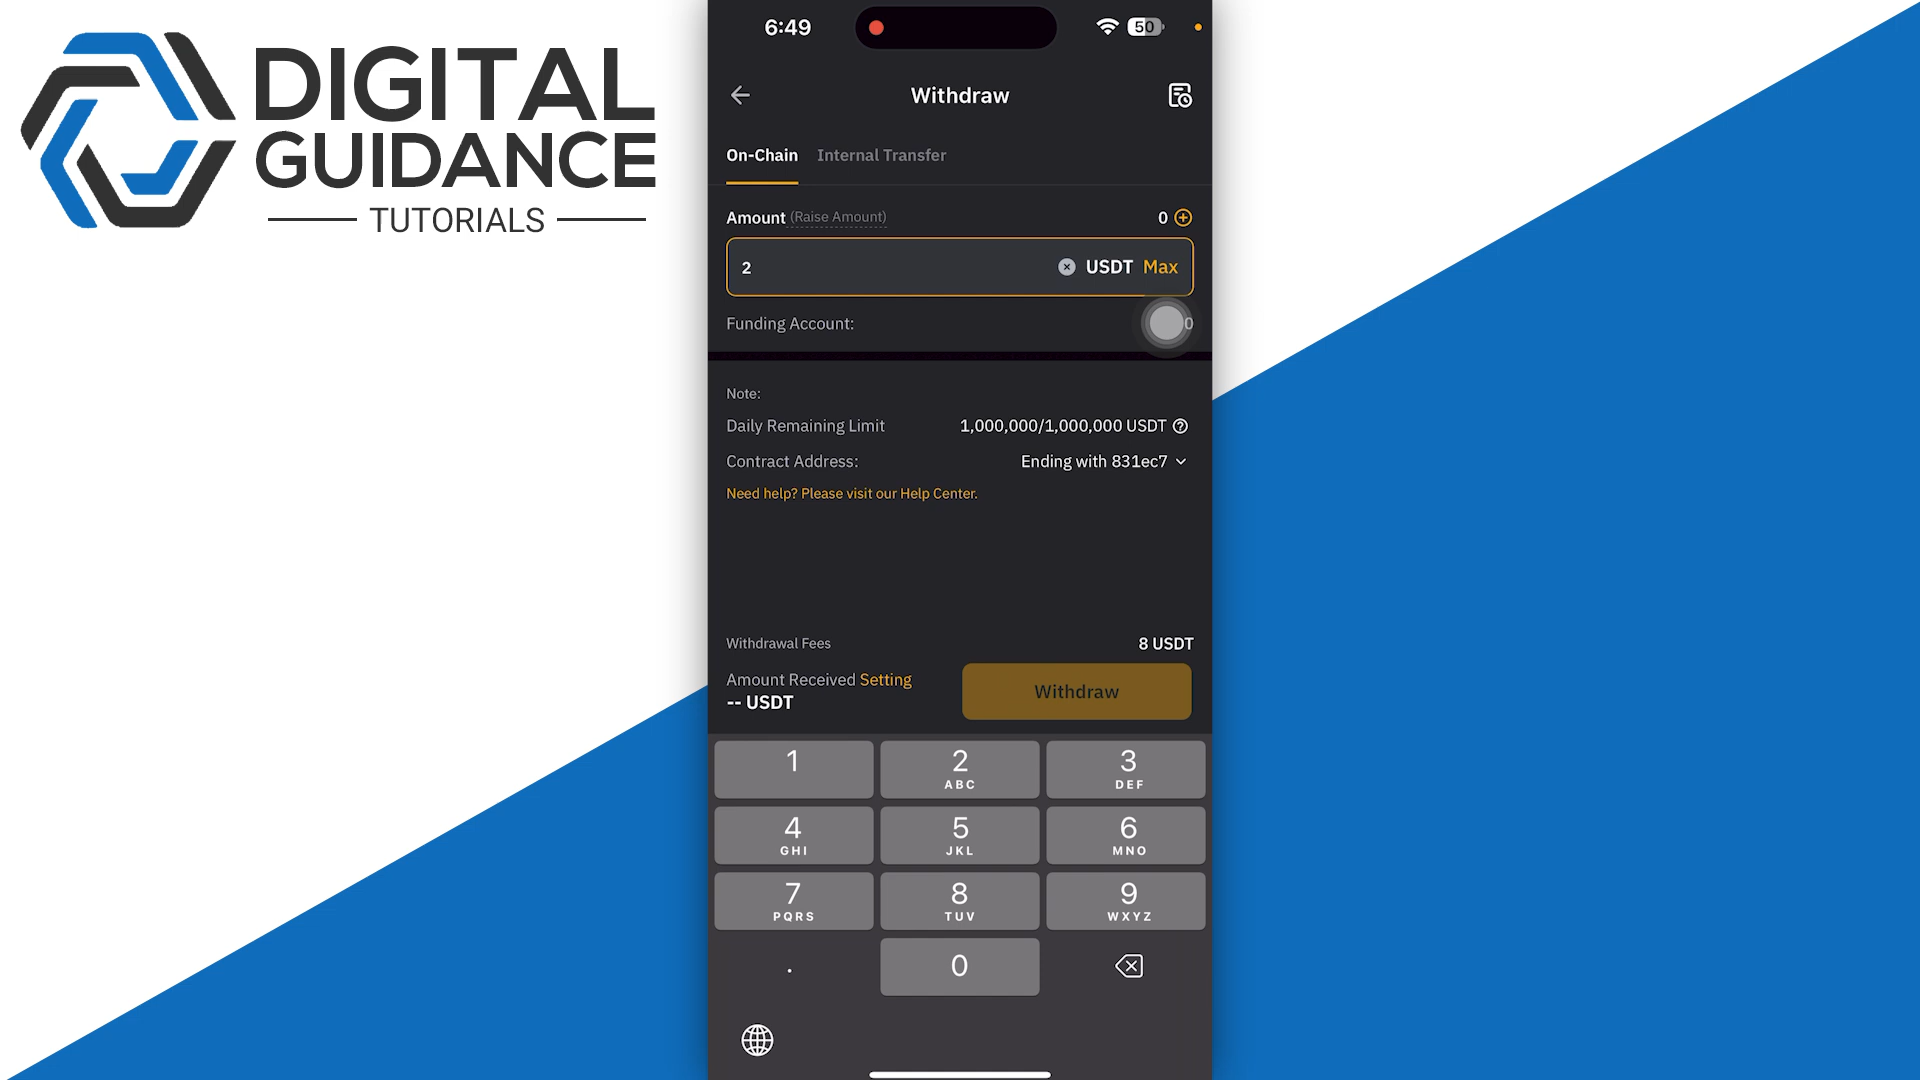 DIGITAL
GUIDANCE
TUTORIALS
6:49
50
Withdraw
On-Chain Internal Transfer
Amount (Raise Amount) 0
2 USDT Max
Funding Account: 0
Note:
Daily Remaining Limit 1,000,000/1,000,000 USDT
Contract Address: Ending with 831ec7
Need help? Please visit our Help Center.
Withdrawal Fees 8 USDT
Amount Received Setting
-- USDT
Withdraw
1 2 3
ABC DEF
4 5 6
GHI JKL MNO
7 8 9
PQRS TUV WXYZ
. 0